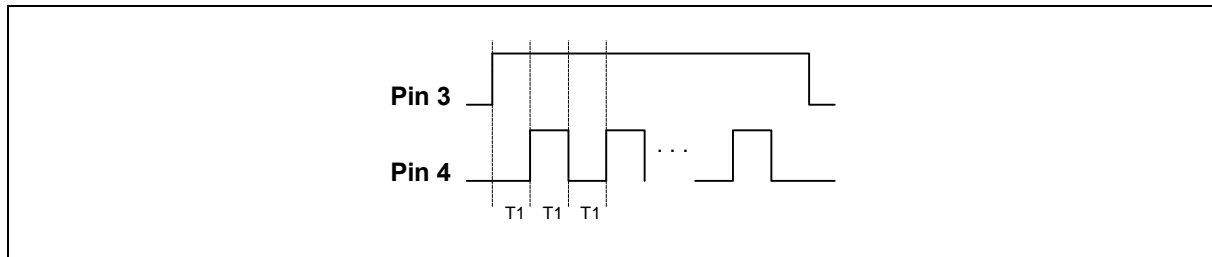 Pin 3
. . .
Pin 4
T1 T1 T1